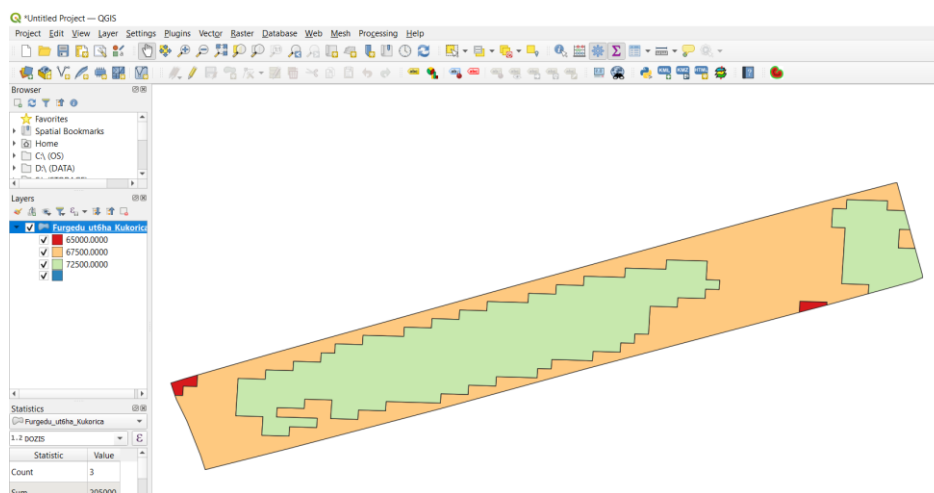 *Untitled Project — QGIS
Project Edit View Layer Settings Plugins Vector Raster Database Web Mesh Processing Help
Browser
Favorites
Spatial Bookmarks
Home
C:\ (OS)
D:\ (DATA)
Layers
Furgedu_ut6ha_Kukorica
65000.0000
67500.0000
72500.0000
Statistics
Furgedu_ut6ha_Kukorica
1.2 DOZIS
ε
Statistic Value
Count 3
Sum 205000